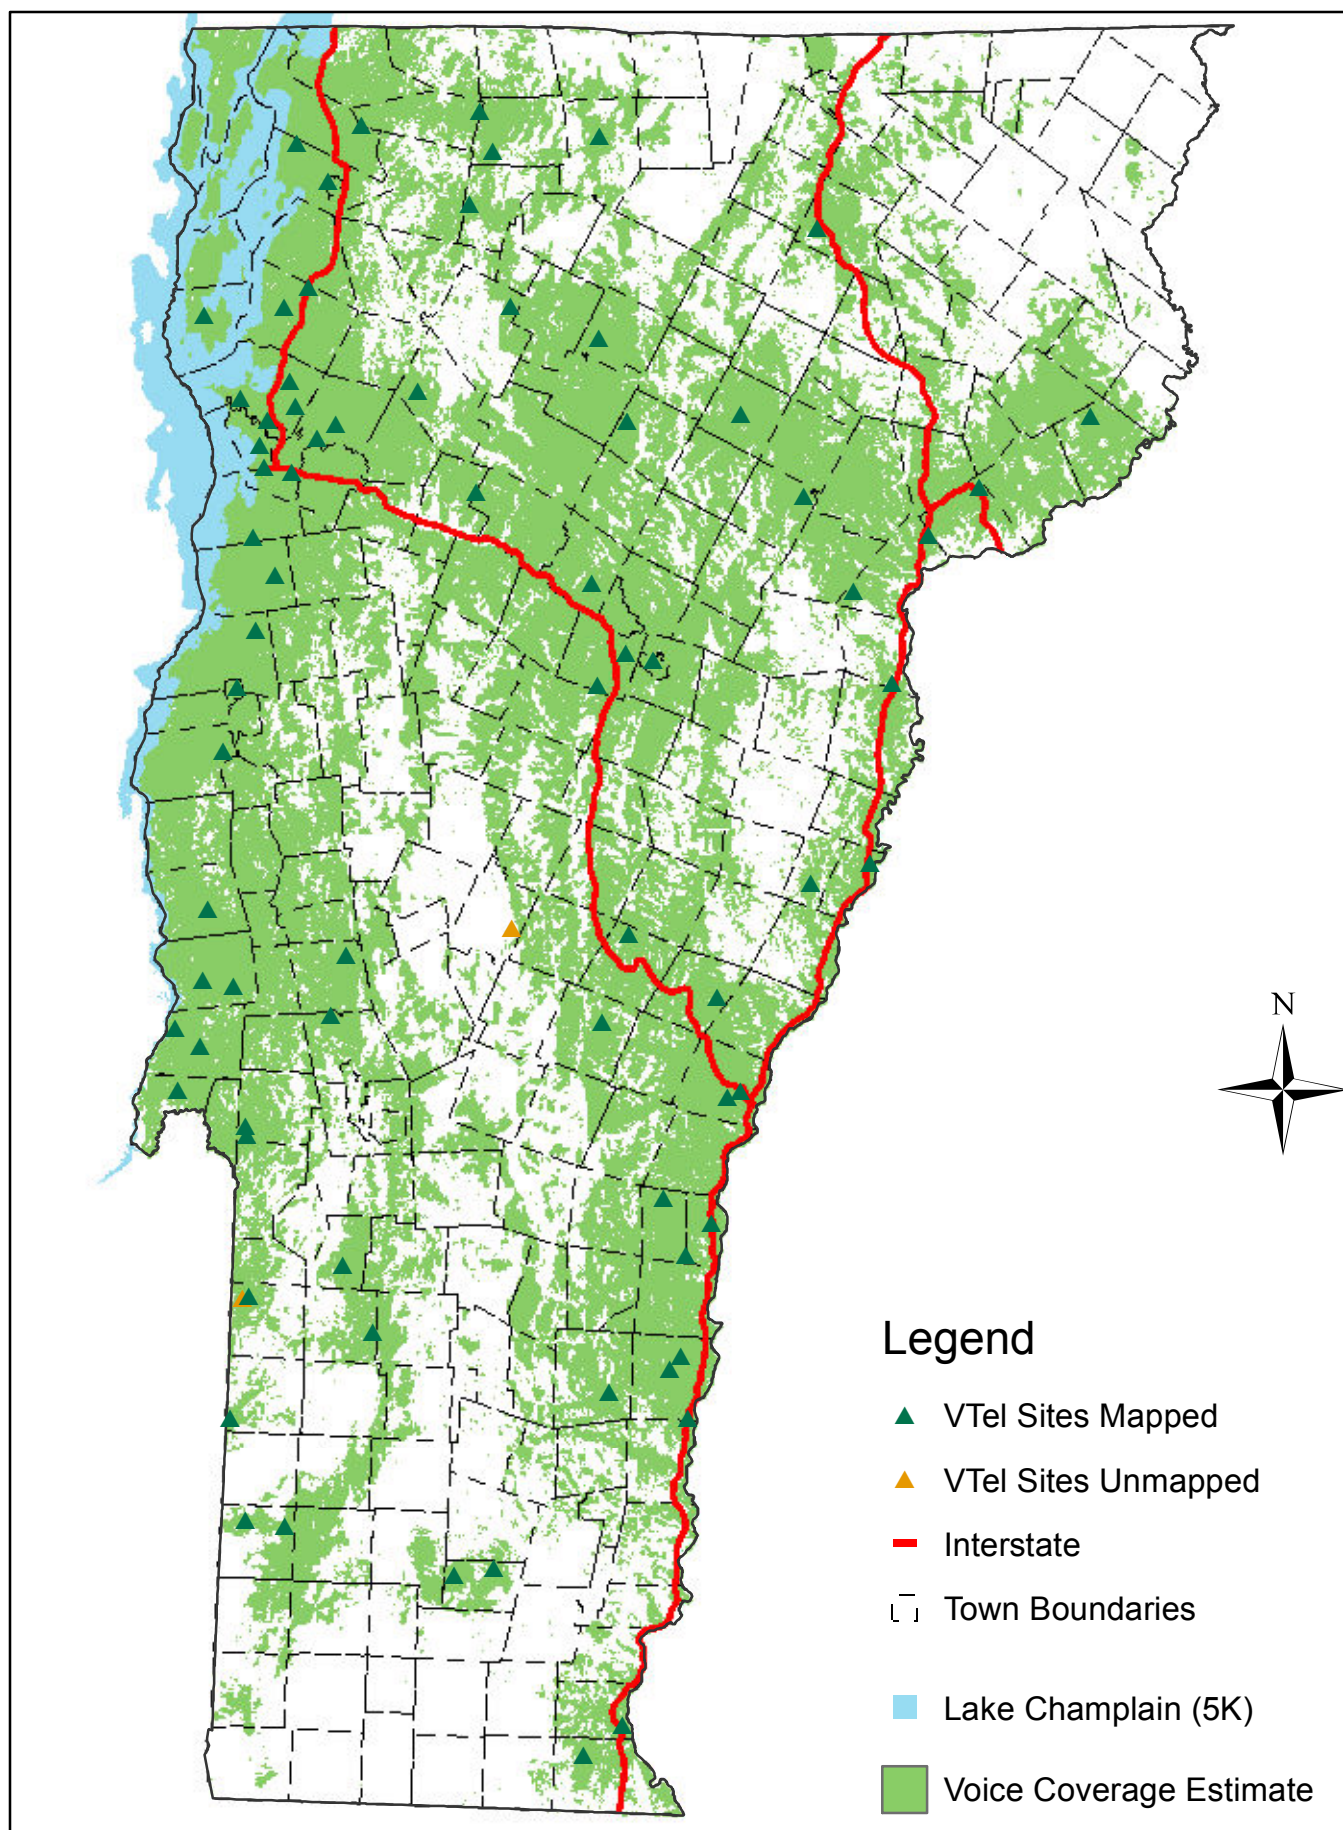 N
Legend
VTel Sites Mapped
VTel Sites Unmapped
Interstate
Town Boundaries
Lake Champlain (5K)
Voice Coverage Estimate